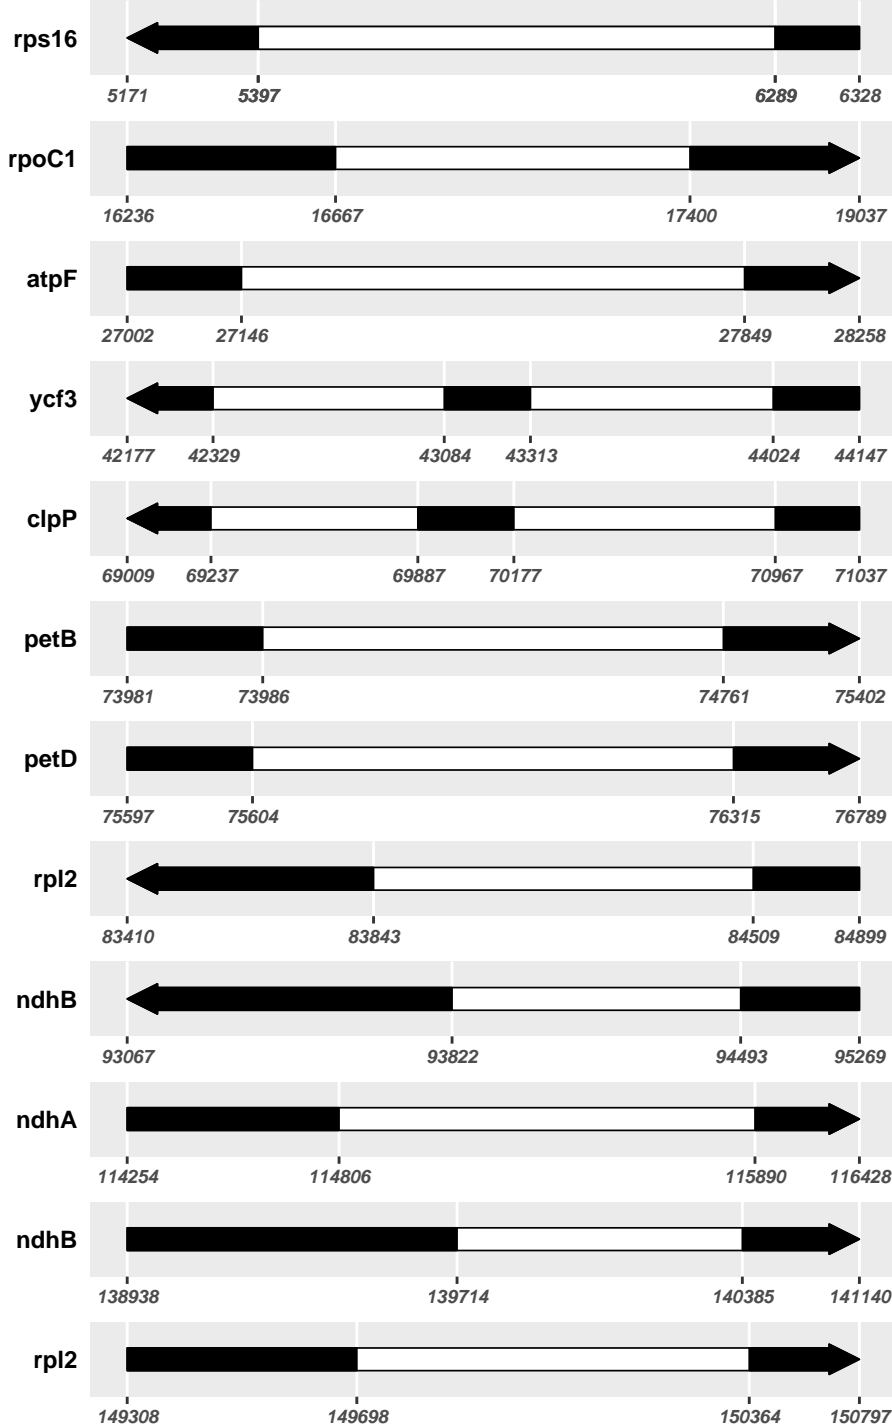 rps16
5171 5397 6289 6328
rpoC1
16236 16667 17400 19037
atpF
27002 27146 27849 28258
ycf3
42177 42329 43084 43313 44024 44147
clpP
69009 69237 69887 70177 70967 71037
petB
73981 73986 74761 75402
petD
75597 75604 76315 76789
rpl2
83410 83843 84509 84899
ndhB
93067 93822 94493 95269
ndhA
114254 114806 115890 116428
ndhB
138938 139714 140385 141140
rpl2
149308 149698 150364 150797